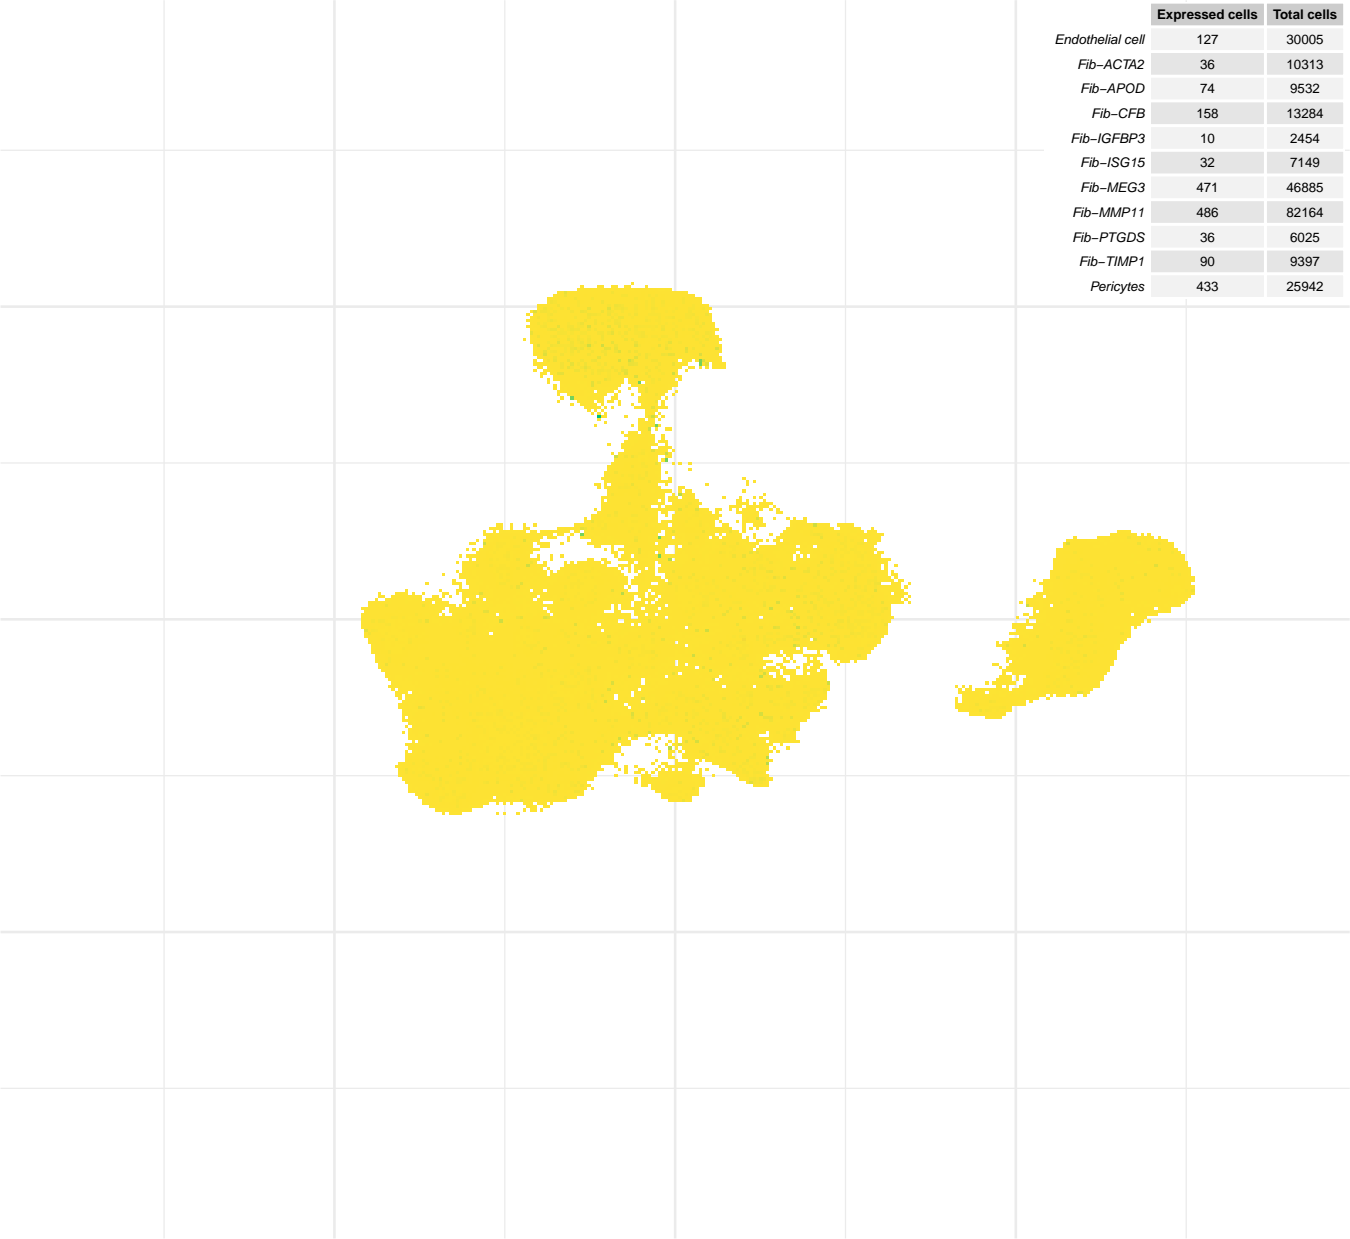 Expressed cells Total cells
Endothelial cell 127 30005
Fib−ACTA2 36 10313
Fib−APOD 74 9532
Fib−CFB 158 13284
Fib−IGFBP3 10 2454
Fib−ISG15 32 7149
Fib−MEG3 471 46885
Fib−MMP11 486 82164
Fib−PTGDS 36 6025
Fib−TIMP1 90 9397
Pericytes 433 25942